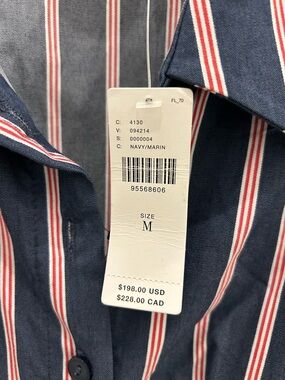 FL_70
C: 4130
V: 094214
S: 0000004
C: NAVY/MARIN
95568606
SIZE
M
$198.00 USD
$228.00 CAD